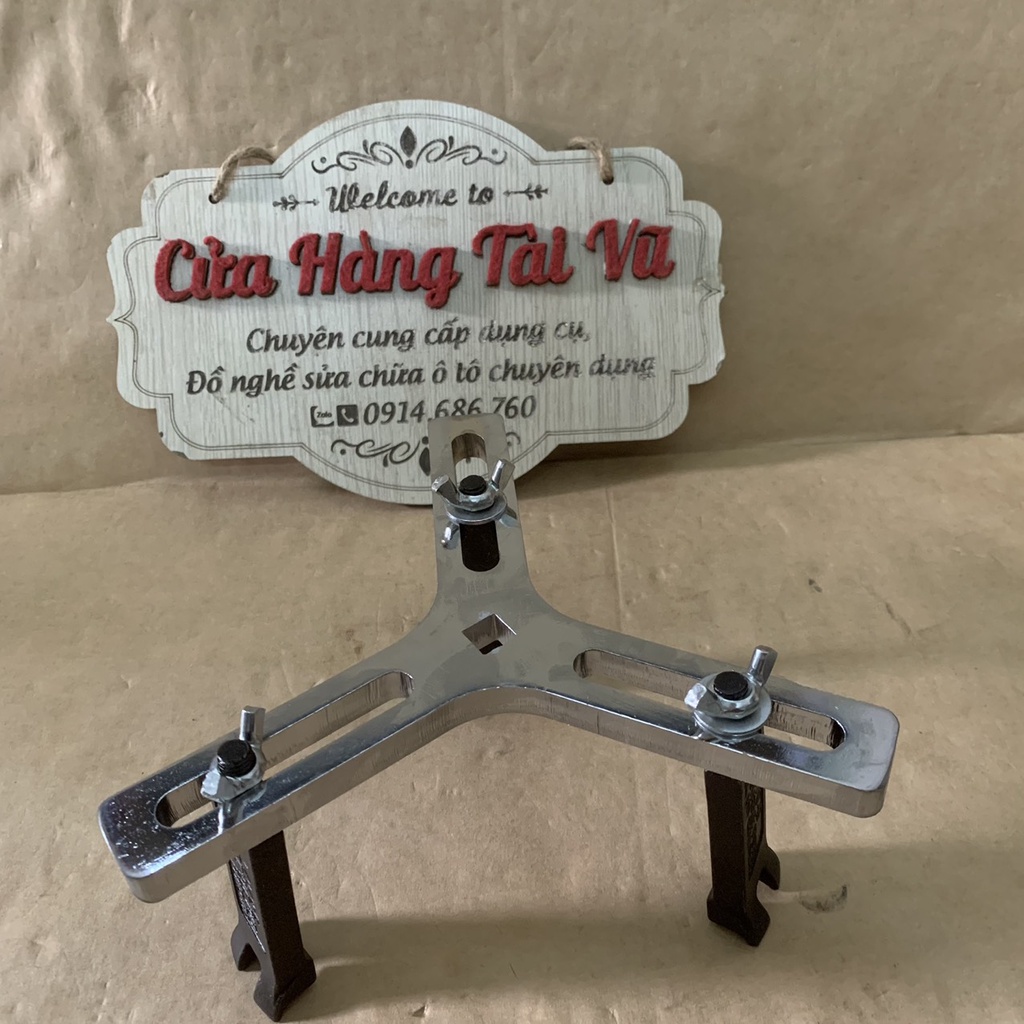 Welcome to
Cửa Hàng Tài Vũ
Chuyên cung cấp dụng cụ,
Đồ nghề sửa chữa ô tô chuyên dụng
Zalo 0914.686.760